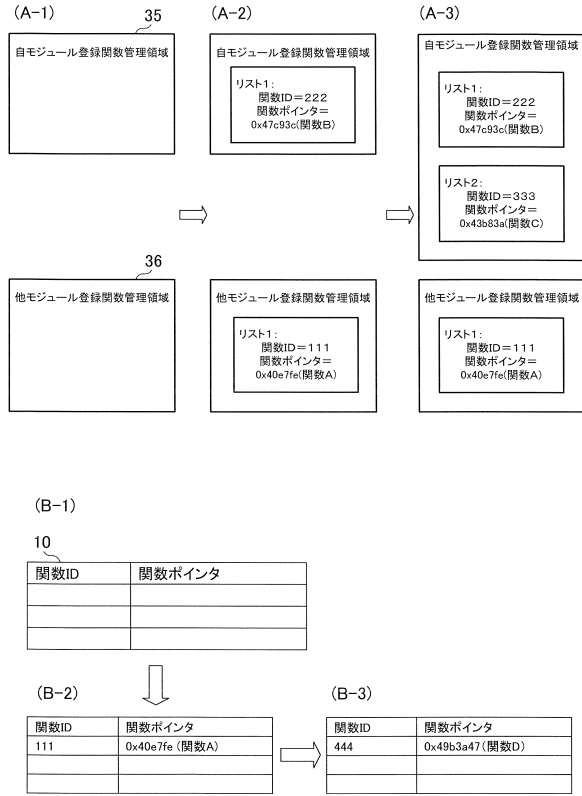 (A-1)
35
自モジュール登録関数管理領域
(A-2)
自モジュール登録関数管理領域
リスト1:
関数ID=222
関数ポインタ=
0x47c93c(関数B)
(A-3)
自モジュール登録関数管理領域
リスト1:
関数ID=222
関数ポインタ=
0x47c93c(関数B)
リスト2:
関数ID=333
関数ポインタ=
0x43b83a(関数C)
36
他モジュール登録関数管理領域
他モジュール登録関数管理領域
リスト1:
関数ID=111
関数ポインタ=
0x40e7fe(関数A)
他モジュール登録関数管理領域
リスト1:
関数ID=111
関数ポインタ=
0x40e7fe(関数A)
(B-1)
10
関数ID 関数ポインタ
(B-2)
関数ID 関数ポインタ
111 0x40e7fe (関数A)
(B-3)
関数ID 関数ポインタ
444 0x49b3a47(関数D)